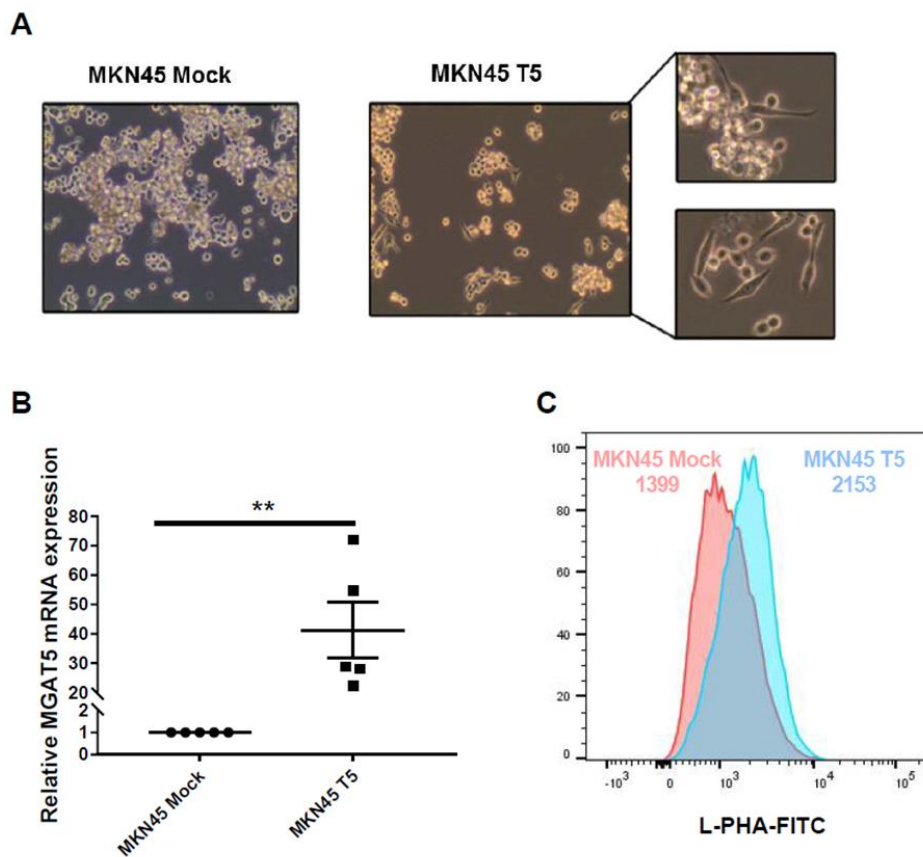 A
MKN45 Mock
MKN45 T5
B
Relative MGAT5 mRNA expression
80
70
60
50
40
30
20
2
1
0
**
MKN45 Mock
MKN45 T5
C
100
80
60
40
20
0
MKN45 Mock
1399
MKN45 T5
2153
-10³
0
10³
10⁴
10⁵
L-PHA-FITC